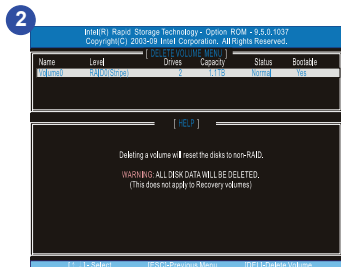 2
Intel(R) Rapid Storage Technology - Option ROM - 9.5.0.1037
Copyright(C) 2003-09 Intel Corporation. All Rights Reserved.
[ DELETE VOLUME MENU ]
Name Level Drives Capacity Status Bootable
Volume0 RAID0(Stripe) 2 1.1TB Normal Yes
[ HELP ]
Deleting a volume will reset the disks to non-RAID.
WARNING: ALL DISK DATA WILL BE DELETED.
(This does not apply to Recovery volumes)
]-Select [ESC]-Previous Menu [DEL]-Delete Volume